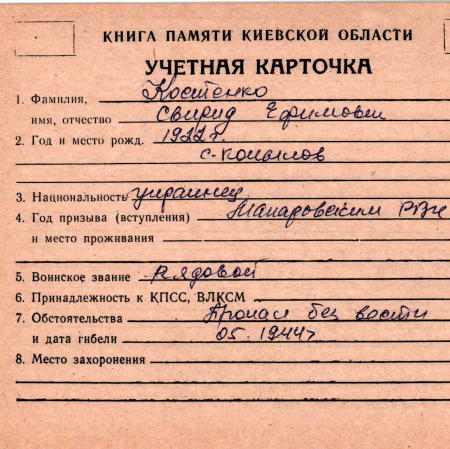 КНИГА ПАМЯТИ КИЕВСКОЙ ОБЛАСТИ
УЧЕТНАЯ КАРТОЧКА
1. Фамилия, Костенко
имя, отчество Свирид Ефимович
2. Год и место рожд. 1922г.
с. Копылов
3. Национальность украинец
4. Год призыва (вступления) Макаровским РВК
и место проживания
5. Воинское звание рядовой
6. Принадлежность к КПСС, ВЛКСМ
7. Обстоятельства Пропал без вести
и дата гибели 05.1944г
8. Место захоронения